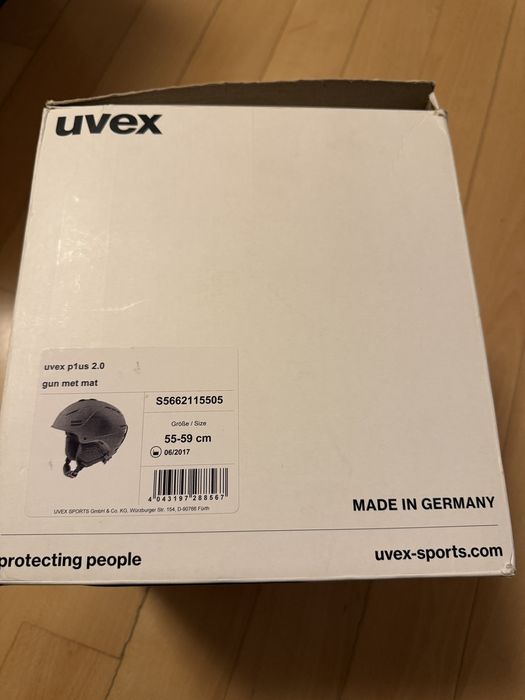 uvex
uvex p1us 2.0
gun met mat
S5662115505
Größe / Size
55-59 cm
06/2017
4 043197 288567
UVEX SPORTS GmbH & Co. KG, Würzburger Str. 154, D-90766 Fürth
MADE IN GERMANY
protecting people
uvex-sports.com